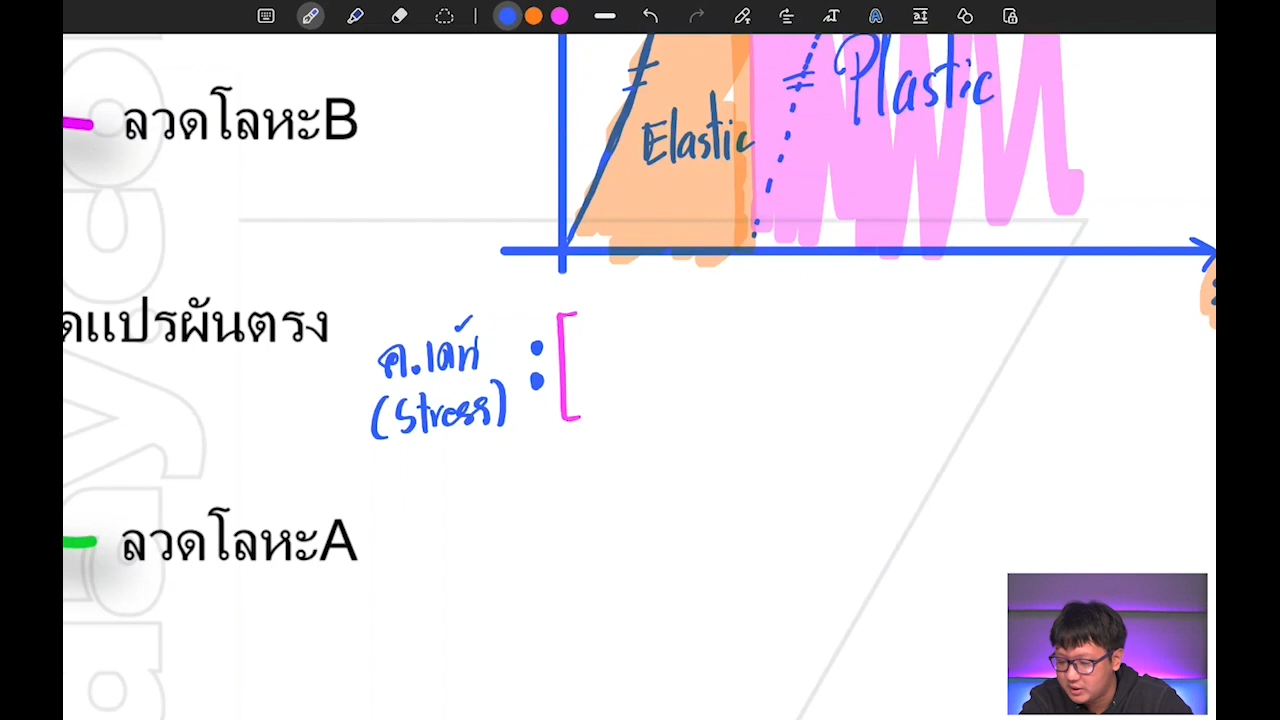 Elastic
Plastic
ลวดโลหะB
ดแปรผันตรง
ค.เค้น :[
(Stress)
ลวดโลหะA